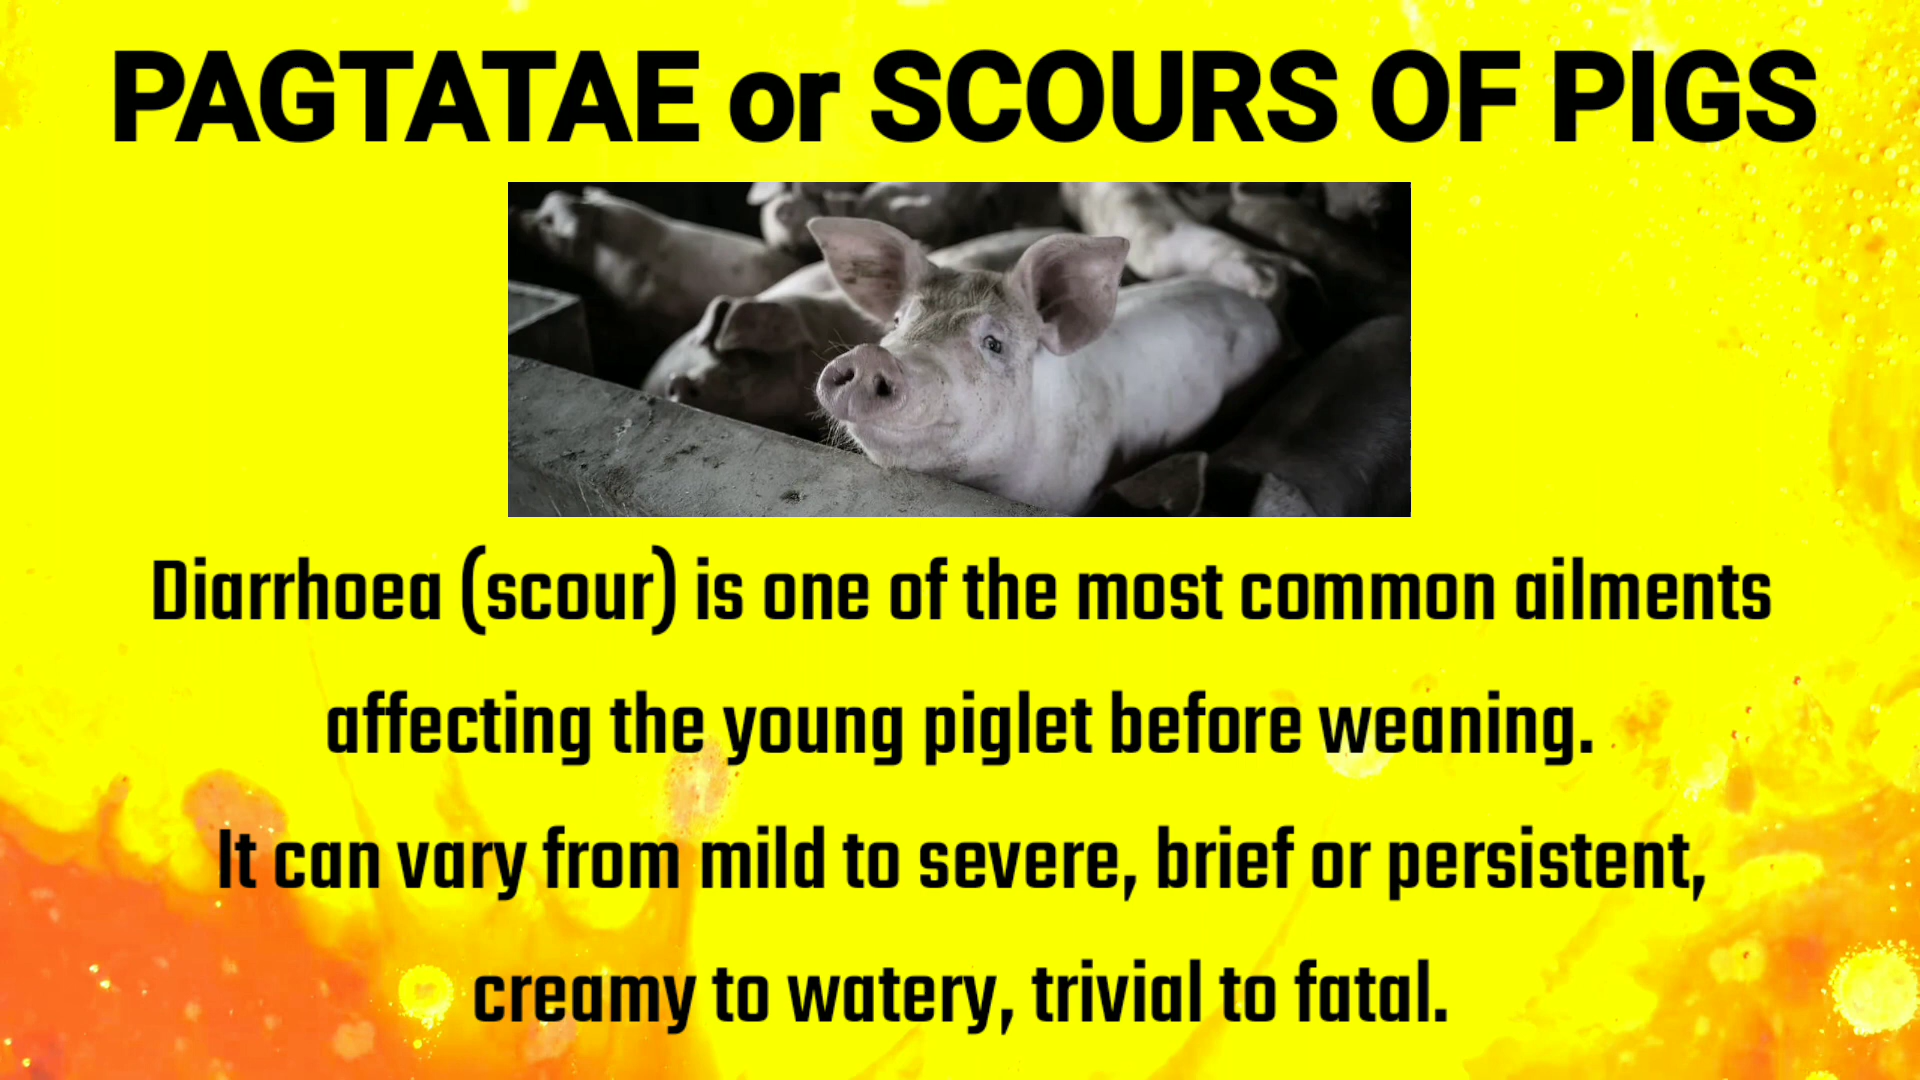 PAGTATAE or SCOURS OF PIGS
Diarrhoea (scour) is one of the most common ailments
affecting the young piglet before weaning.
It can vary from mild to severe, brief or persistent,
creamy to watery, trivial to fatal.